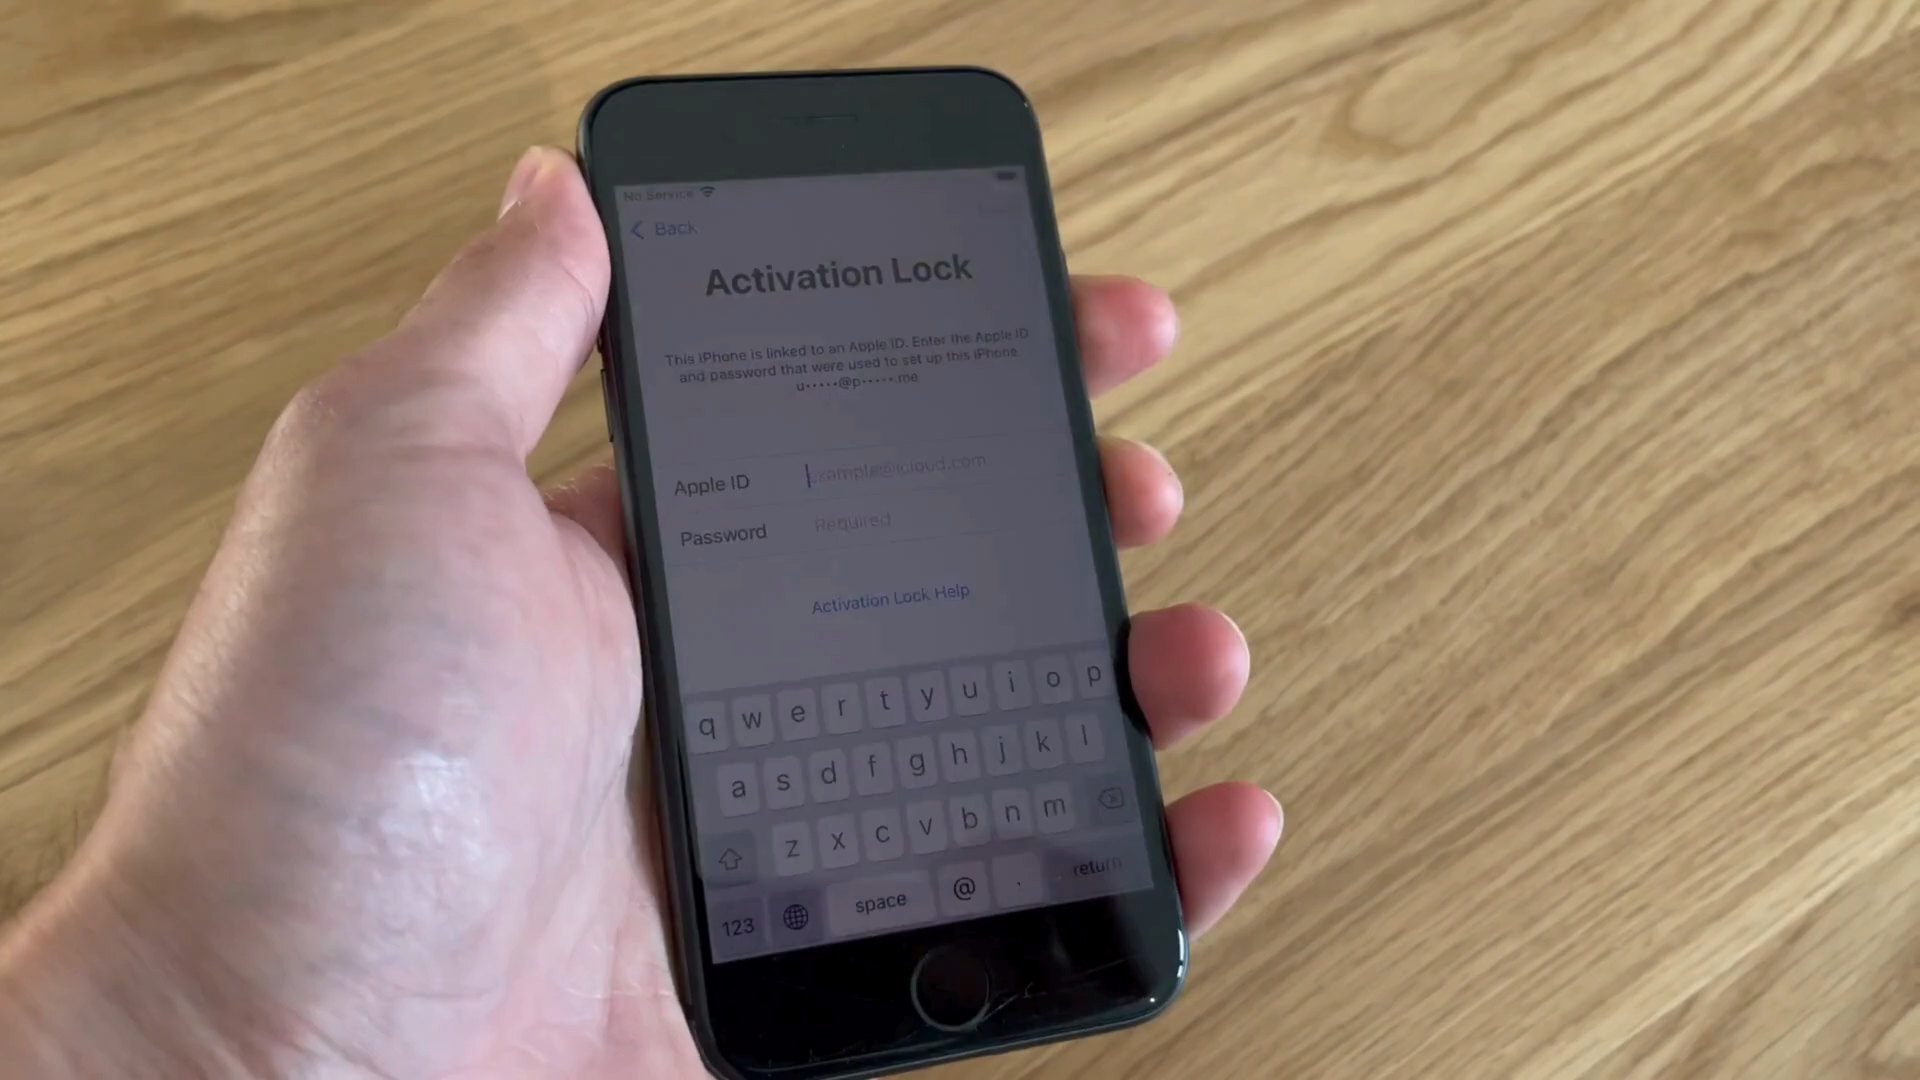 No Service
Back
Activation Lock
This iPhone is linked to an Apple ID. Enter the Apple ID
and password that were used to set up this iPhone.
u•••••@p•••••.me
Apple ID example@icloud.com
Password Required
Activation Lock Help
q w e r t y u i o p
a s d f g h j k l
z x c v b n m
123 space @ . return